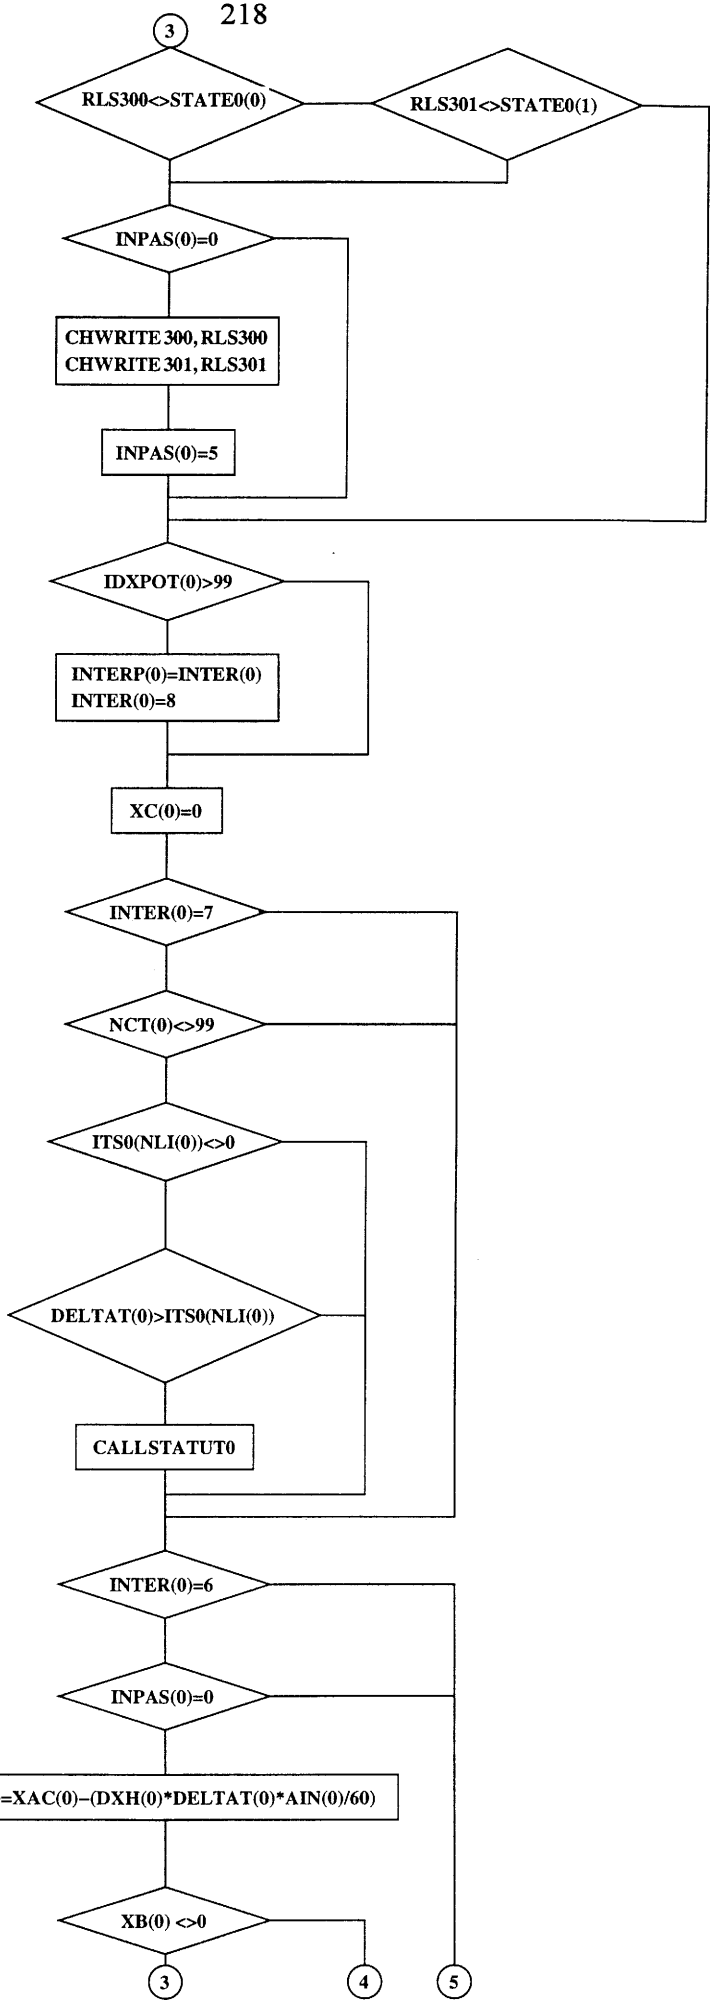 218
3
RLS300<>STATE0(0)
RLS301<>STATE0(1)
INPAS(0)=0
CHWRITE 300, RLS300
CHWRITE 301, RLS301
INPAS(0)=5
IDXPOT(0)>99
INTERP(0)=INTER(0)
INTER(0)=8
XC(0)=0
INTER(0)=7
NCT(0)<>99
ITS0(NLI(0))<>0
DELTAT(0)>ITS0(NLI(0))
CALLSTATUT0
INTER(0)=6
INPAS(0)=0
=XAC(0)–(DXH(0)*DELTAT(0)*AIN(0)/60)
XB(0) <>0
3
4
5